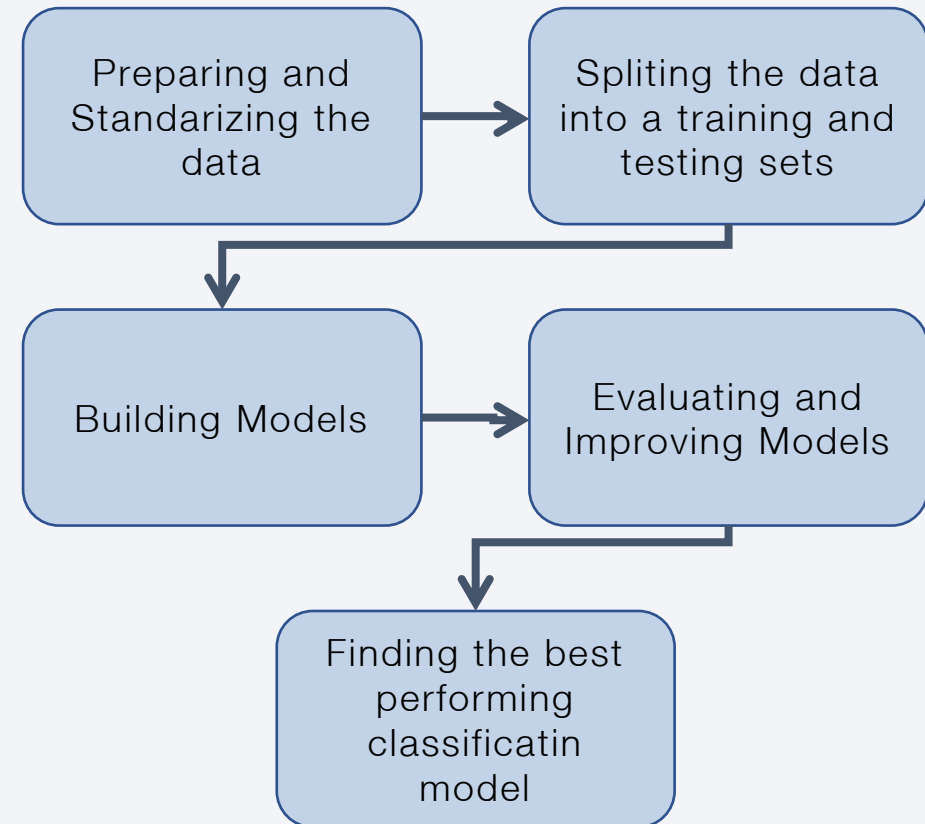 Preparing and
Standarizing the
data
Spliting the data
into a training and
testing sets
Building Models
Evaluating and
Improving Models
Finding the best
performing
classificatin
model